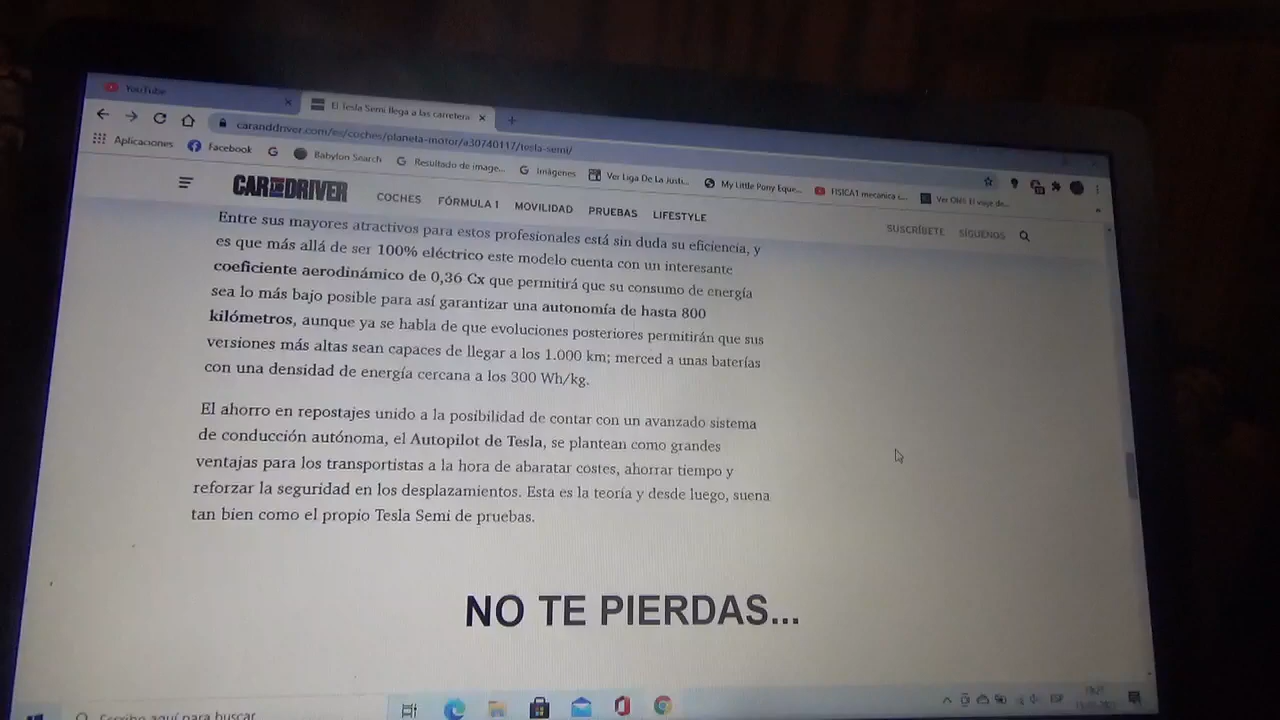 YouTube
El Tesla Semi llega a las carretera
caranddriver.com/es/coches/planeta-motor/a30740117/tesla-semi/
Aplicaciones Facebook Babylon Search Resultado de image... Imágenes Ver Liga De La Justi... My Little Pony Eque... FISICA1 mecanica c... Ver Olé! El viaje de...
CAR AND DRIVER COCHES FÓRMULA 1 MOVILIDAD PRUEBAS LIFESTYLE SUSCRÍBETE SÍGUENOS
Entre sus mayores atractivos para estos profesionales está sin duda su eficiencia, y
es que más allá de ser 100% eléctrico este modelo cuenta con un interesante
coeficiente aerodinámico de 0,36 Cx que permitirá que su consumo de energía
sea lo más bajo posible para así garantizar una autonomía de hasta 800
kilómetros, aunque ya se habla de que evoluciones posteriores permitirán que sus
versiones más altas sean capaces de llegar a los 1.000 km; merced a unas baterías
con una densidad de energía cercana a los 300 Wh/kg.
El ahorro en repostajes unido a la posibilidad de contar con un avanzado sistema
de conducción autónoma, el Autopilot de Tesla, se plantean como grandes
ventajas para los transportistas a la hora de abaratar costes, ahorrar tiempo y
reforzar la seguridad en los desplazamientos. Esta es la teoría y desde luego, suena
tan bien como el propio Tesla Semi de pruebas.
NO TE PIERDAS...
Escribe aquí para buscar
ESP